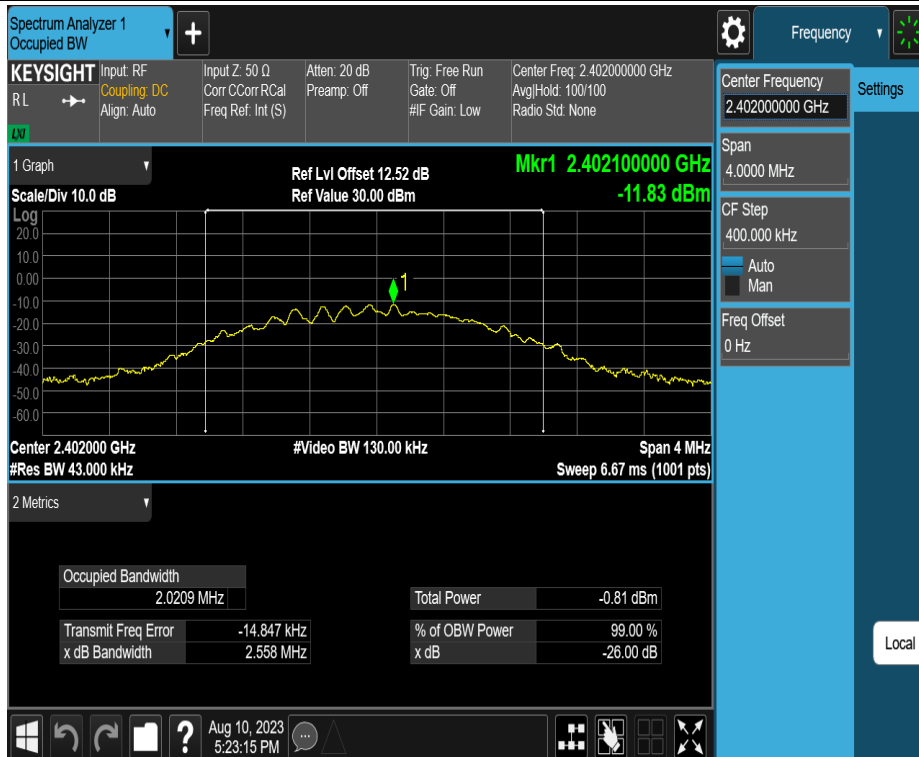 Spectrum Analyzer 1
Occupied BW
+
Frequency
KEYSIGHT
RL
LXI
Input: RF
Coupling: DC
Align: Auto
Input Z: 50 Ω
Corr CCorr RCal
Freq Ref: Int (S)
Atten: 20 dB
Preamp: Off
Trig: Free Run
Gate: Off
#IF Gain: Low
Center Freq: 2.402000000 GHz
Avg|Hold: 100/100
Radio Std: None
Center Frequency
2.402000000 GHz
Settings
Span
4.0000 MHz
CF Step
400.000 kHz
Auto
Man
Freq Offset
0 Hz
1 Graph
Scale/Div 10.0 dB
Ref Lvl Offset 12.52 dB
Ref Value 30.00 dBm
Mkr1 2.402100000 GHz
-11.83 dBm
Log
20.0
10.0
0.00
-10.0
-20.0
-30.0
-40.0
-50.0
-60.0
1
Center 2.402000 GHz
#Video BW 130.00 kHz
Span 4 MHz
#Res BW 43.000 kHz
Sweep 6.67 ms (1001 pts)
2 Metrics
Occupied Bandwidth
2.0209 MHz
Total Power -0.81 dBm
Transmit Freq Error -14.847 kHz
% of OBW Power 99.00 %
x dB Bandwidth 2.558 MHz
x dB -26.00 dB
Local
?
Aug 10, 2023
5:23:15 PM